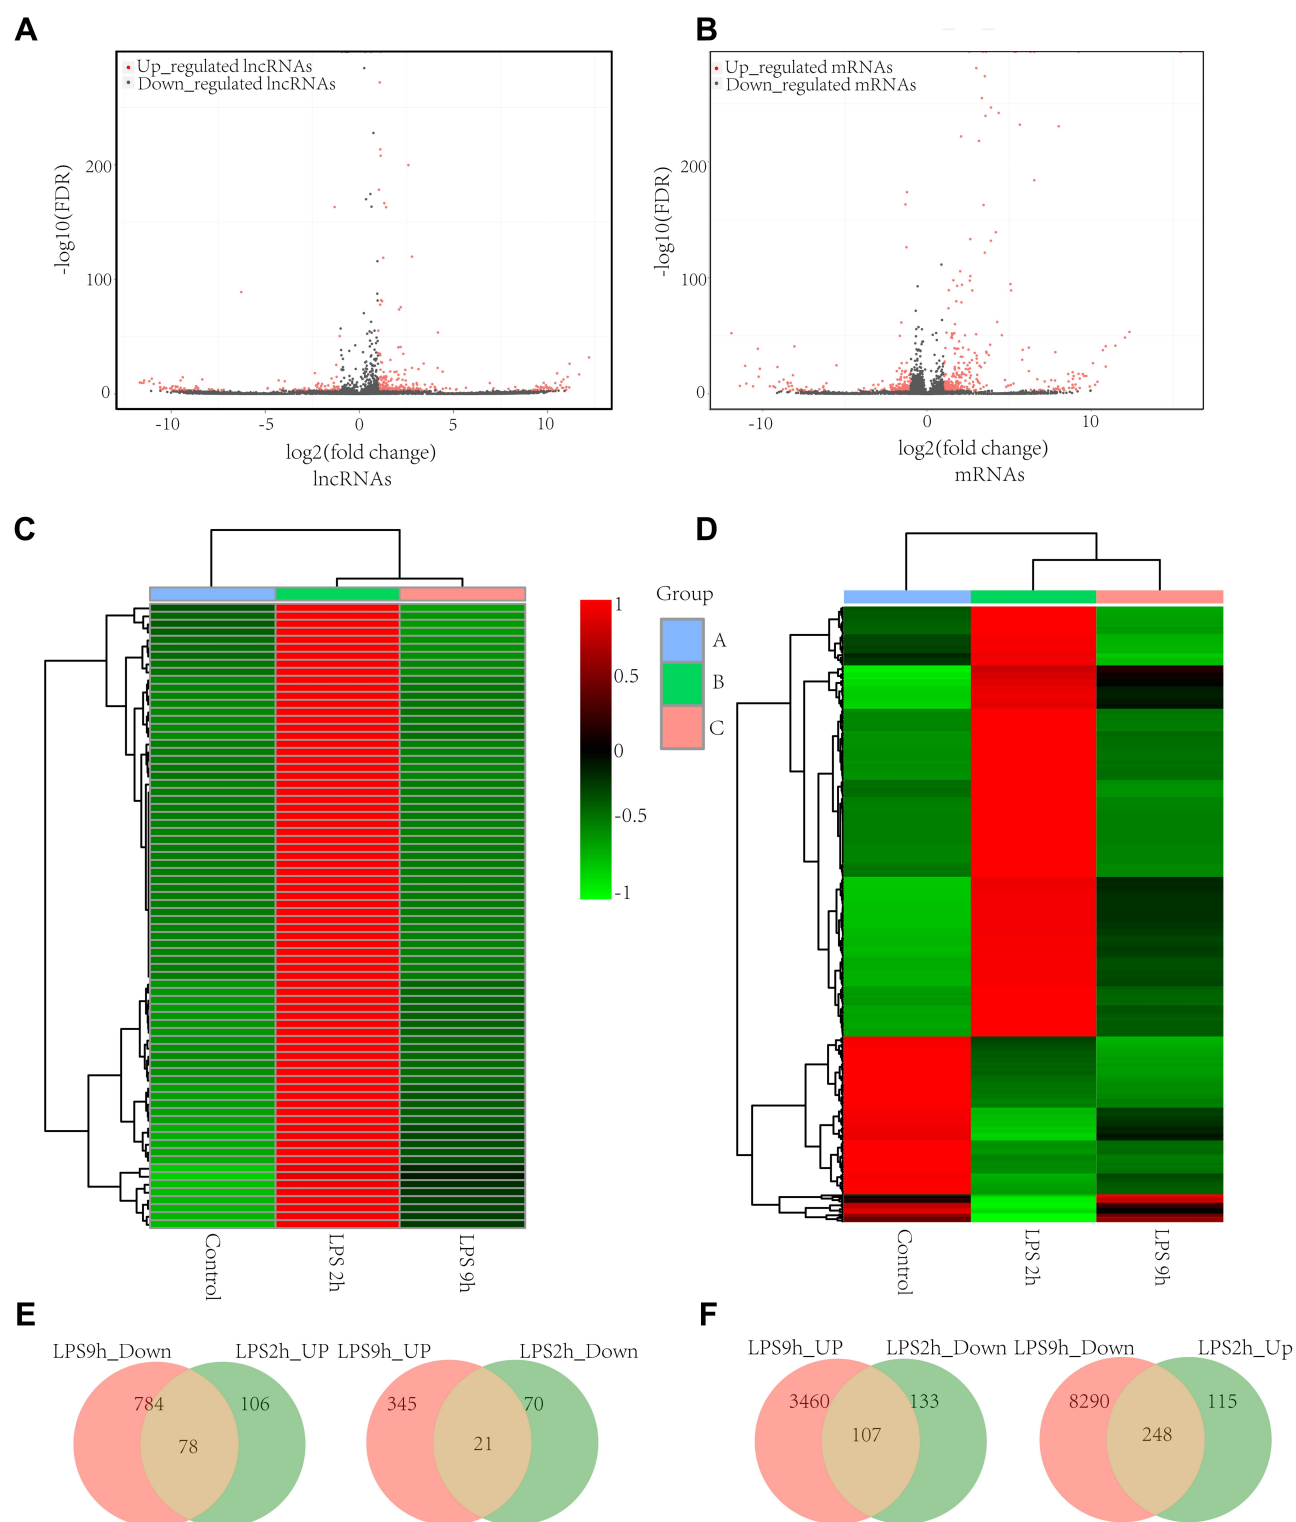 A
Up_regulated lncRNAs
Down_regulated lncRNAs
-log10(FDR)
200
100
0
-10
-5
0
5
10
log2(fold change)
lncRNAs
B
Up_regulated mRNAs
Down_regulated mRNAs
-log10(FDR)
200
100
0
-10
0
10
log2(fold change)
mRNAs
C
1
0.5
0
-0.5
-1
Group
A
B
C
Control
LPS 2h
LPS 9h
D
Control
LPS 2h
LPS 9h
E
LPS9h_Down
LPS2h_UP
784
106
78
LPS9h_UP
LPS2h_Down
345
70
21
F
LPS9h_UP
LPS2h_Down
3460
133
107
LPS9h_Down
LPS2h_Up
8290
115
248